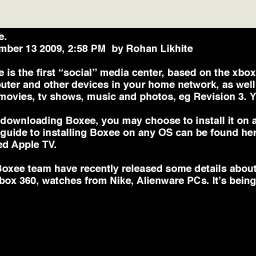 e.
mber 13 2009, 2:58 PM by Rohan Likhite
e is the first “social” media center, based on the xbox
puter and other devices in your home network, as well
movies, tv shows, music and photos, eg Revision 3. Y
downloading Boxee, you may choose to install it on a
guide to installing Boxee on any OS can be found her
ed Apple TV.
Boxee team have recently released some details about
box 360, watches from Nike, Alienware PCs. It’s being